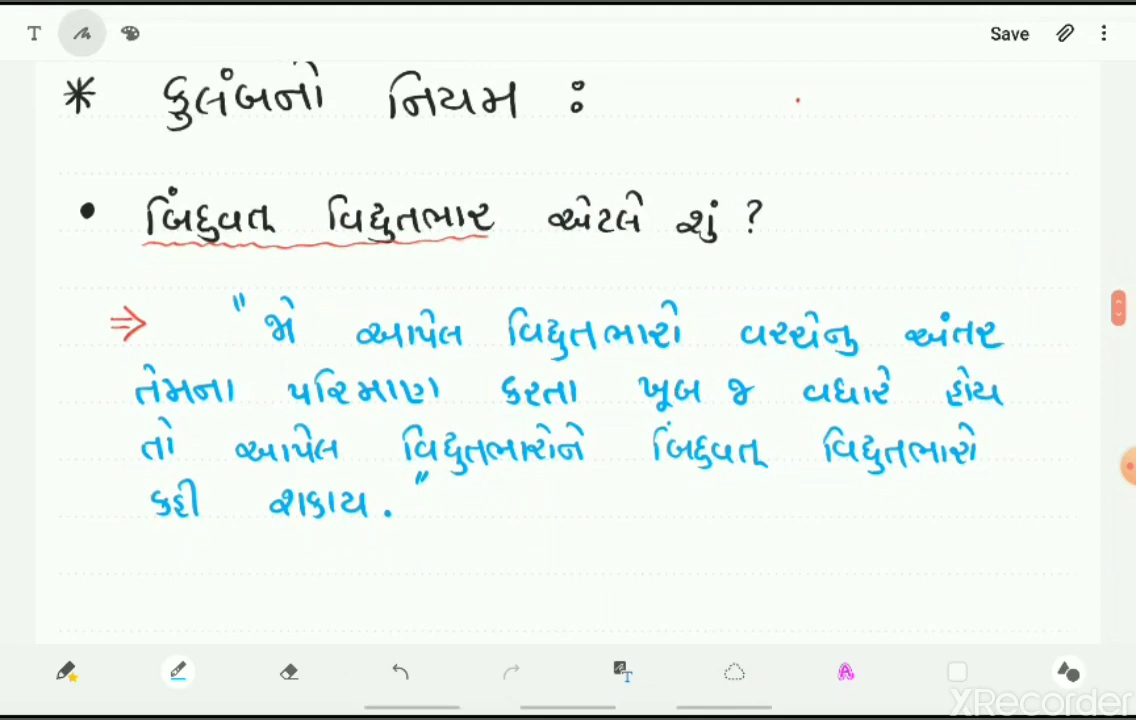 T
Save
* કુલંબનો નિયમ :
• બિંદુવત્ વિદ્યુતભાર એટલે શું ?
⇒ " જો આપેલ વિદ્યુતભારો વચ્ચેનુ અંતર
તેમના પરિમાણ કરતા ખૂબ જ વધારે હોય
તો આપેલ વિદ્યુતભારોને બિંદુવત્ વિદ્યુતભારો
કહી શકાય . "
T
A
XRecorder